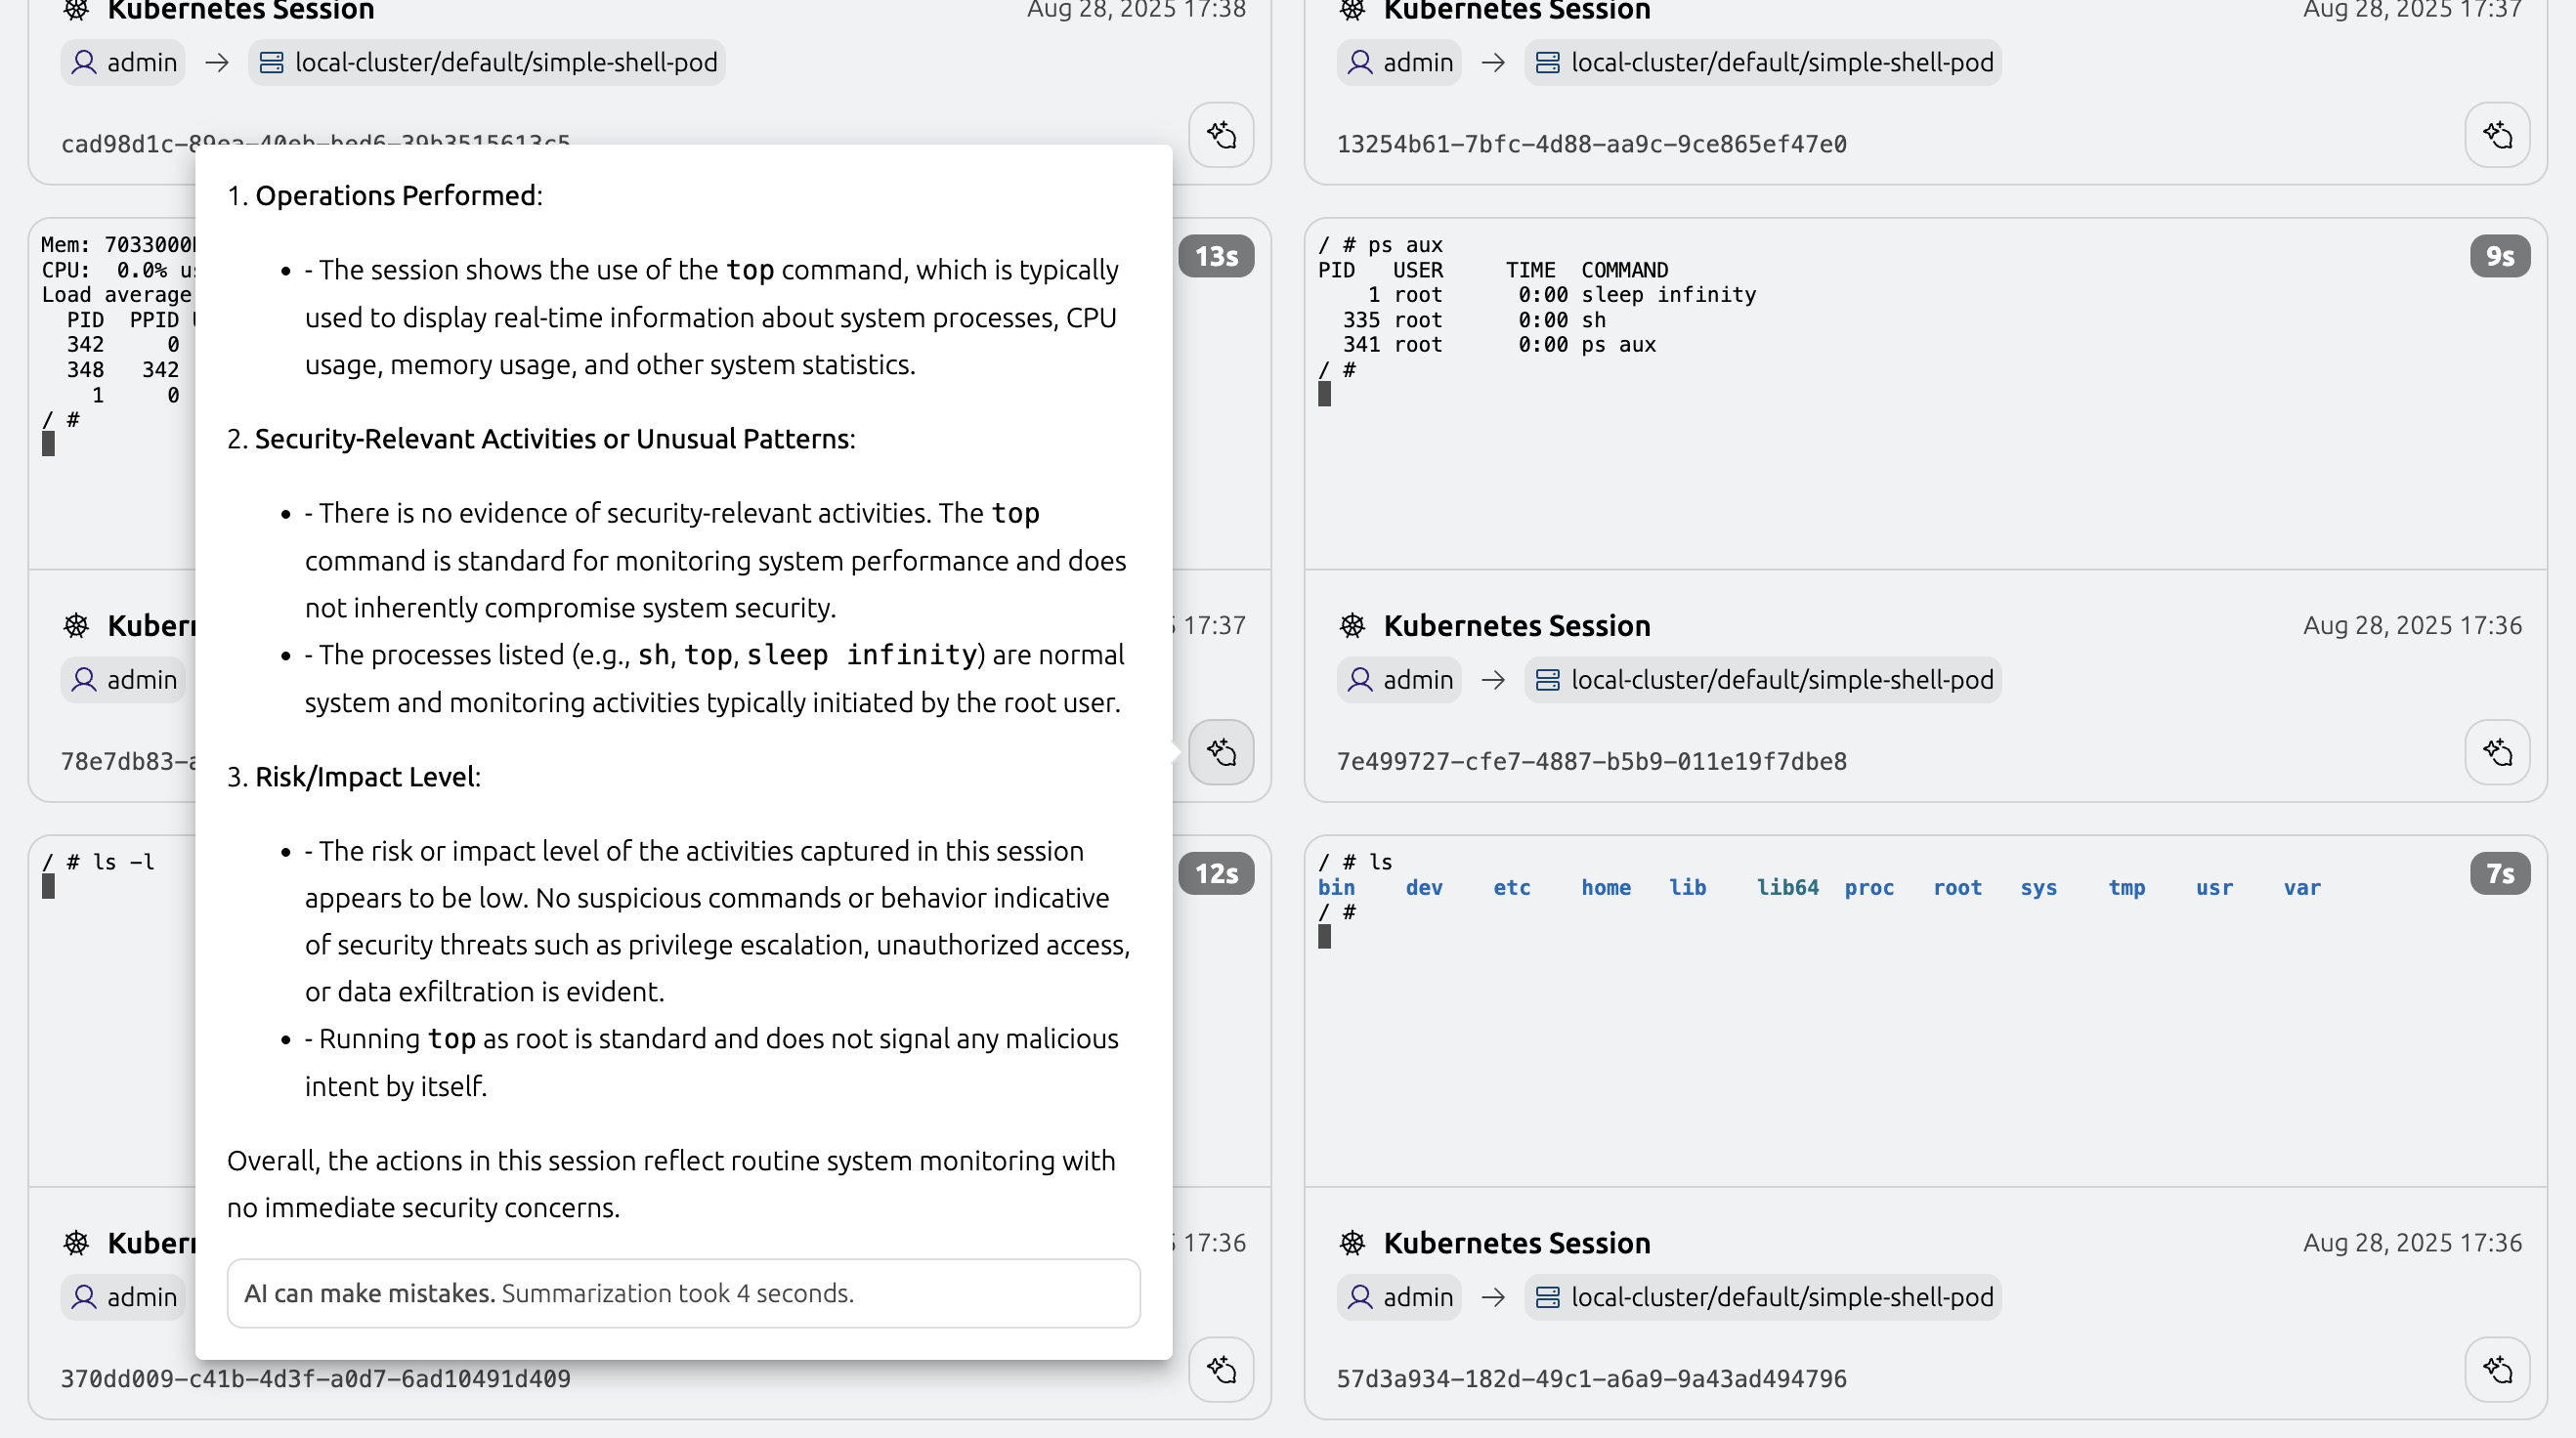 Kubernetes Session Aug 28, 2025 17:38
admin → local-cluster/default/simple-shell-pod
cad98d1c-89ea-40eb-bed6-39b3515613c5
Kubernetes Session Aug 28, 2025 17:37
admin → local-cluster/default/simple-shell-pod
13254b61-7bfc-4d88-aa9c-9ce865ef47e0
Mem: 7033000
CPU: 0.0% u
Load average
PID PPID
342 0
348 342
1 0
/ #
13s
Kuber
17:37
admin
78e7db83-
1. Operations Performed:
• - The session shows the use of the top command, which is typically
used to display real-time information about system processes, CPU
usage, memory usage, and other system statistics.
2. Security-Relevant Activities or Unusual Patterns:
• - There is no evidence of security-relevant activities. The top
command is standard for monitoring system performance and does
not inherently compromise system security.
• - The processes listed (e.g., sh, top, sleep infinity) are normal
system and monitoring activities typically initiated by the root user.
3. Risk/Impact Level:
• - The risk or impact level of the activities captured in this session
appears to be low. No suspicious commands or behavior indicative
of security threats such as privilege escalation, unauthorized access,
or data exfiltration is evident.
• - Running top as root is standard and does not signal any malicious
intent by itself.
Overall, the actions in this session reflect routine system monitoring with
no immediate security concerns.
AI can make mistakes. Summarization took 4 seconds.
/ # ps aux
9s
PID USER TIME COMMAND
1 root 0:00 sleep infinity
335 root 0:00 sh
341 root 0:00 ps aux
/ #
Kubernetes Session Aug 28, 2025 17:36
admin → local-cluster/default/simple-shell-pod
7e499727-cfe7-4887-b5b9-011e19f7dbe8
/ # ls -l
12s
Kuber
17:36
admin
370dd009-c41b-4d3f-a0d7-6ad10491d409
/ # ls
7s
bin dev etc home lib lib64 proc root sys tmp usr var
/ #
Kubernetes Session Aug 28, 2025 17:36
admin → local-cluster/default/simple-shell-pod
57d3a934-182d-49c1-a6a9-9a43ad494796